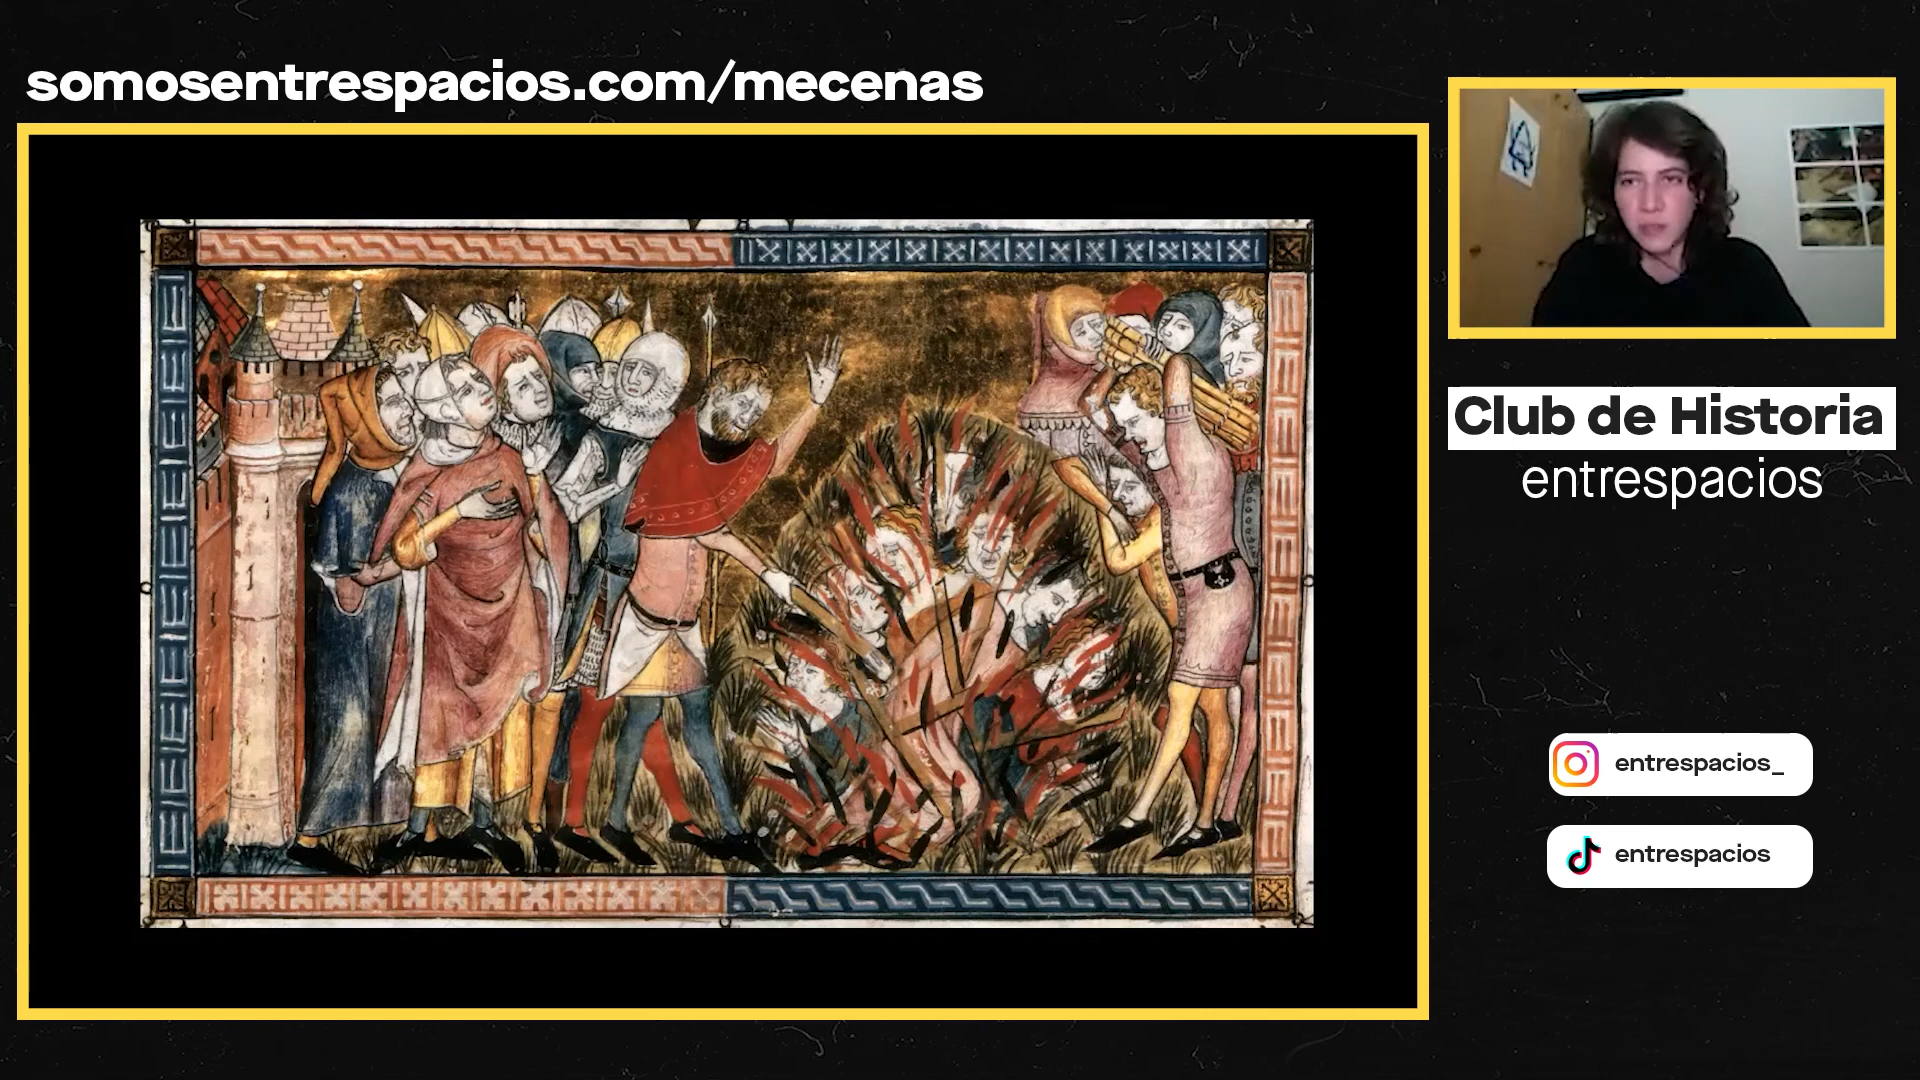 somosentrespacios.com/mecenas
Club de Historia
entrespacios
entrespacios_
entrespacios